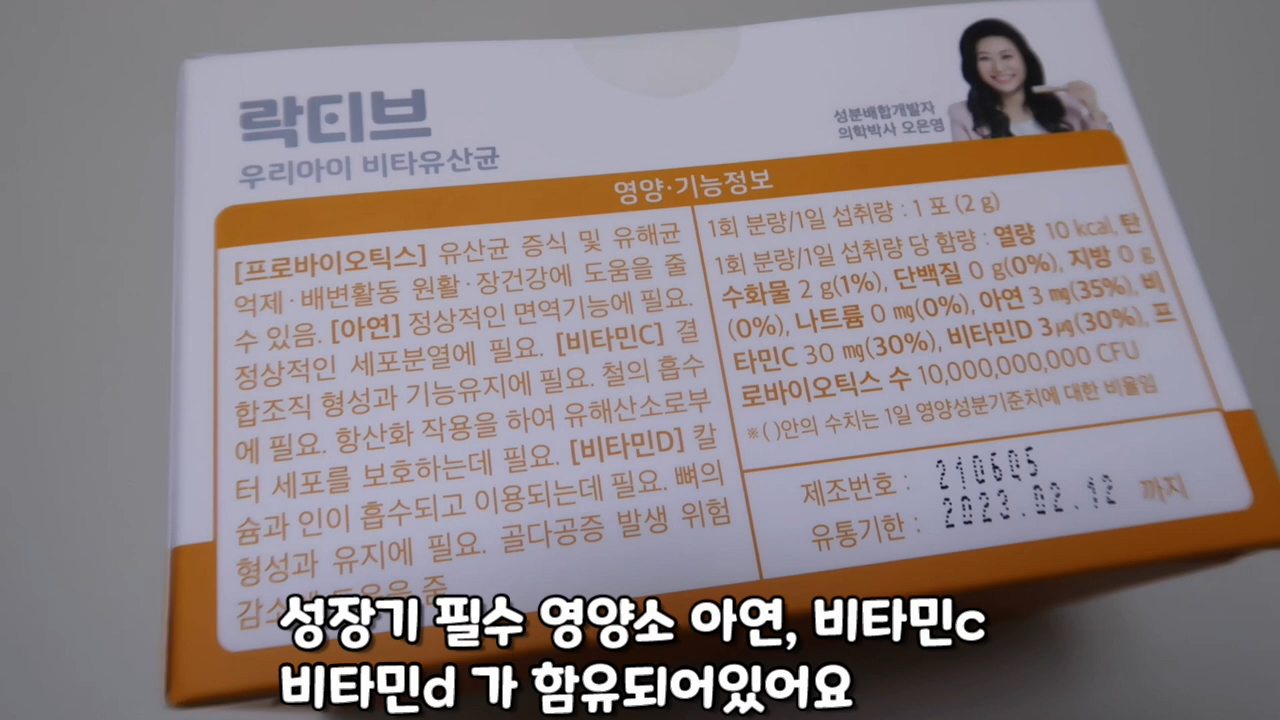 락티브
우리아이 비타유산균
성분배합개발자
의학박사 오은영
영양·기능정보
[프로바이오틱스] 유산균 증식 및 유해균
억제·배변활동 원활·장건강에 도움을 줄
수 있음. [아연] 정상적인 면역기능에 필요.
정상적인 세포분열에 필요. [비타민C] 결
합조직 형성과 기능유지에 필요. 철의 흡수
에 필요. 항산화 작용을 하여 유해산소로부
터 세포를 보호하는데 필요. [비타민D] 칼
슘과 인이 흡수되고 이용되는데 필요. 뼈의
형성과 유지에 필요. 골다공증 발생 위험
감소에 도움을 줌
1회 분량/1일 섭취량 : 1 포 (2 g)
1회 분량/1일 섭취량 당 함량 : 열량 10 kcal, 탄
수화물 2 g(1%), 단백질 0 g(0%), 지방 0 g
(0%), 나트륨 0 mg(0%), 아연 3 mg(35%), 비
타민C 30 mg(30%), 비타민D 3㎍(30%), 프
로바이오틱스 수 10,000,000,000 CFU
※( )안의 수치는 1일 영양성분기준치에 대한 비율임
제조번호 : 210605
유통기한 : 2023.02.12 까지
성장기 필수 영양소 아연, 비타민c
비타민d 가 함유되어있어요